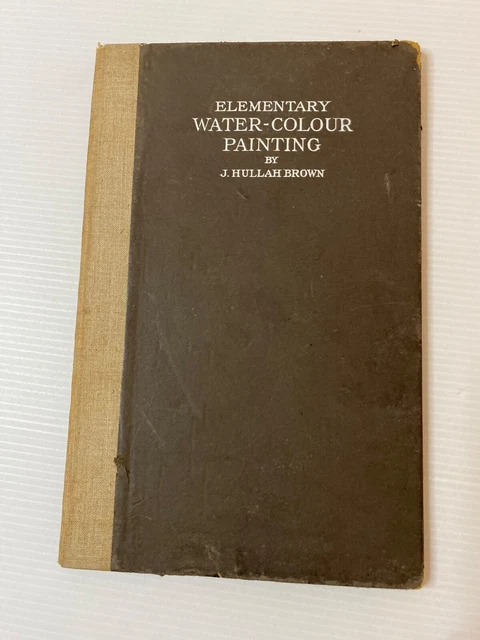 ELEMENTARY
WATER-COLOUR
PAINTING
BY
J. HULLAH BROWN